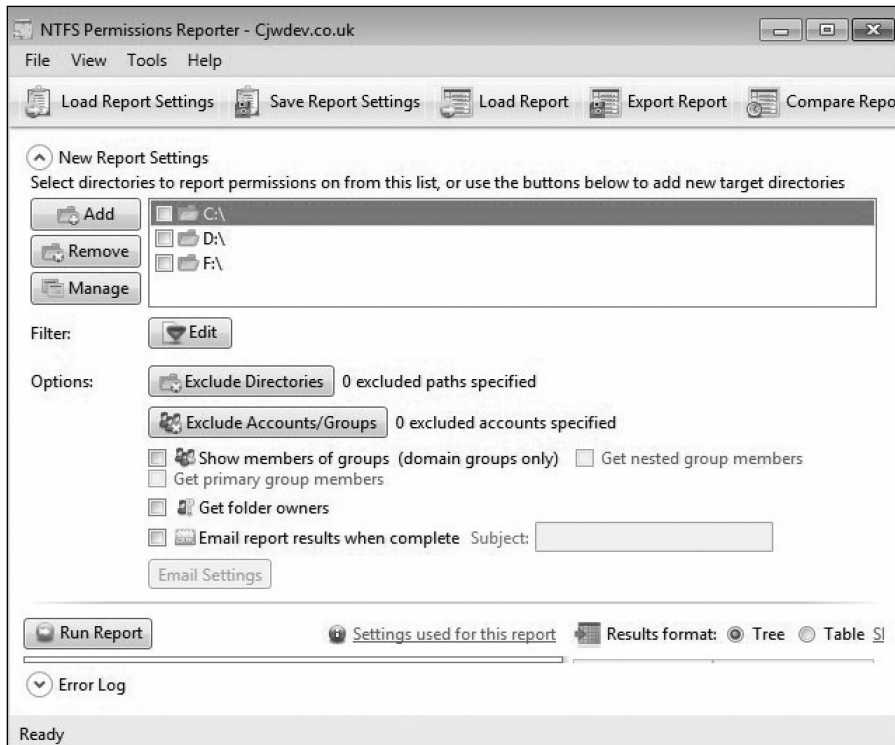 NTFS Permissions Reporter - Cjwdev.co.uk
File View Tools Help
Load Report Settings Save Report Settings Load Report Export Report Compare Repo
New Report Settings
Select directories to report permissions on from this list, or use the buttons below to add new target directories
Add
C:\
D:\
Remove
F:\
Manage
Filter: Edit
Options: Exclude Directories 0 excluded paths specified
Exclude Accounts/Groups 0 excluded accounts specified
Show members of groups (domain groups only) Get nested group members
Get primary group members
Get folder owners
Email report results when complete Subject:
Email Settings
Run Report Settings used for this report Results format: Tree Table
Error Log
Ready